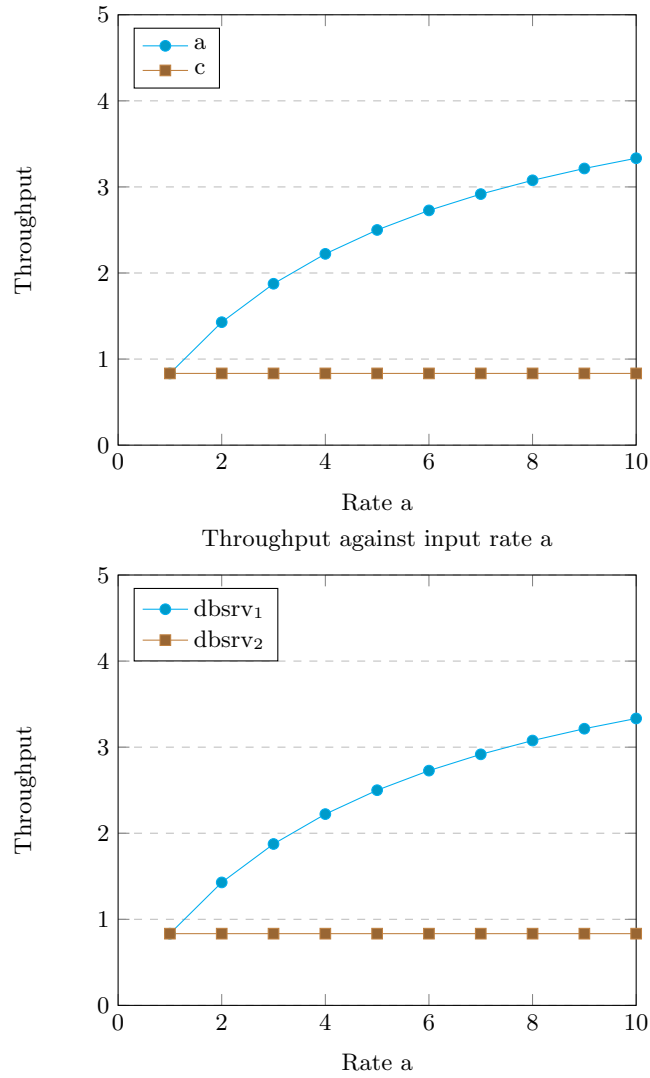 5
4
3
2
1
0
Throughput
a
c
0 2 4 6 8 10
Rate a
Throughput against input rate a
5
4
3
2
1
0
Throughput
dbsrv₁
dbsrv₂
0 2 4 6 8 10
Rate a